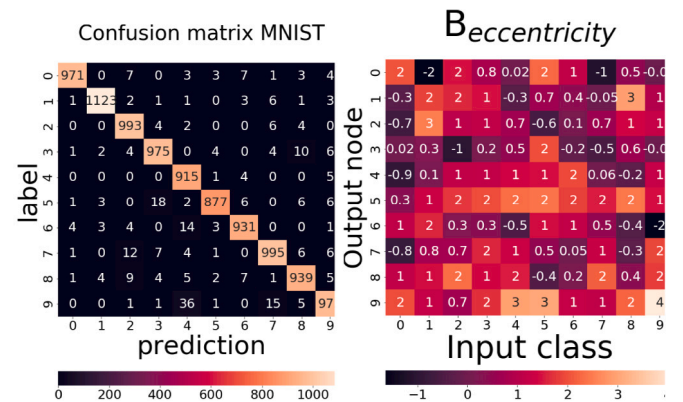 Confusion matrix MNIST
label
0 971 0 7 0 3 3 7 1 3 4
1 1 1123 2 1 1 0 3 6 1 3
2 0 0 993 4 2 0 0 6 4 0
3 1 2 4 975 0 4 0 4 10 6
4 0 0 0 0 915 1 4 0 0 5
5 1 3 0 18 2 877 6 0 6 6
6 4 3 4 0 14 3 931 0 0 1
7 1 0 12 7 4 1 0 995 6 6
8 1 4 9 4 5 2 7 1 939 5
9 0 0 1 1 36 1 0 15 5 97
0 1 2 3 4 5 6 7 8 9
prediction
0 200 400 600 800 1000
B eccentricity
Output node
0 2 -2 2 0.8 0.02 2 1 -1 0.5 -0.0
1 -0.3 2 2 1 -0.3 0.7 0.4 -0.05 3 1
2 -0.7 3 1 1 0.7 -0.6 0.1 0.7 2 1
3 0.02 0.3 -1 0.2 0.5 2 -0.2 -0.5 0.6 -0.0
4 -0.9 0.1 1 1 1 1 2 0.06 -0.2 1
5 0.3 1 2 2 2 2 2 2 2 1
6 1 2 0.3 0.3 -0.5 1 1 0.2 -0.4 -2
7 -0.8 0.8 0.7 2 1 0.5 0.05 1 -0.3 2
8 1 1 2 1 2 -0.4 0.2 2 0.4 2
9 2 1 0.7 2 3 3 1 1 2 4
0 1 2 3 4 5 6 7 8 9
Input class
−1 0 1 2 3